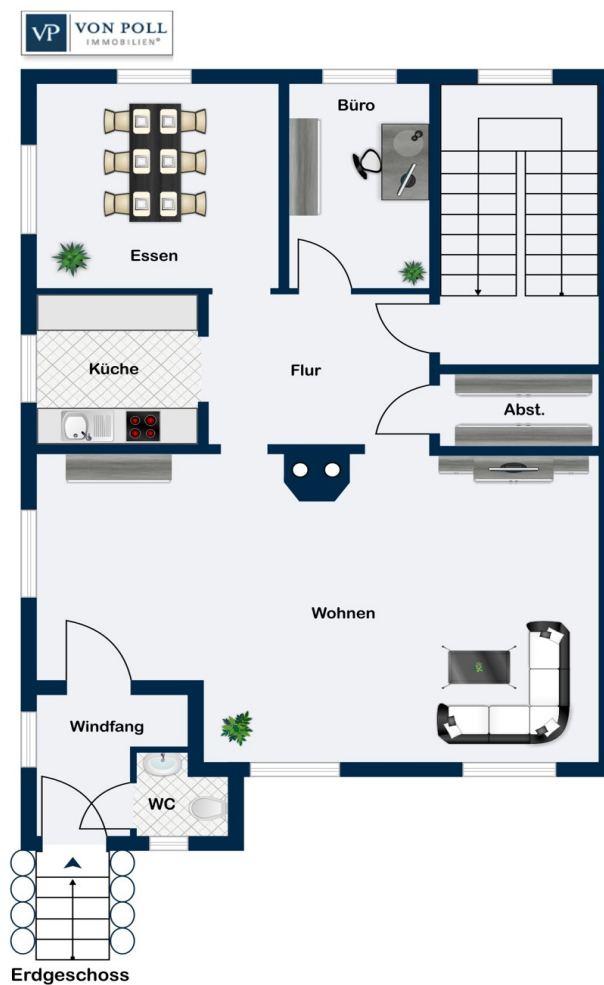 VP VON POLL
IMMOBILIEN®
Büro
Essen
Küche
Flur
Abst.
Wohnen
Windfang
WC
Erdgeschoss